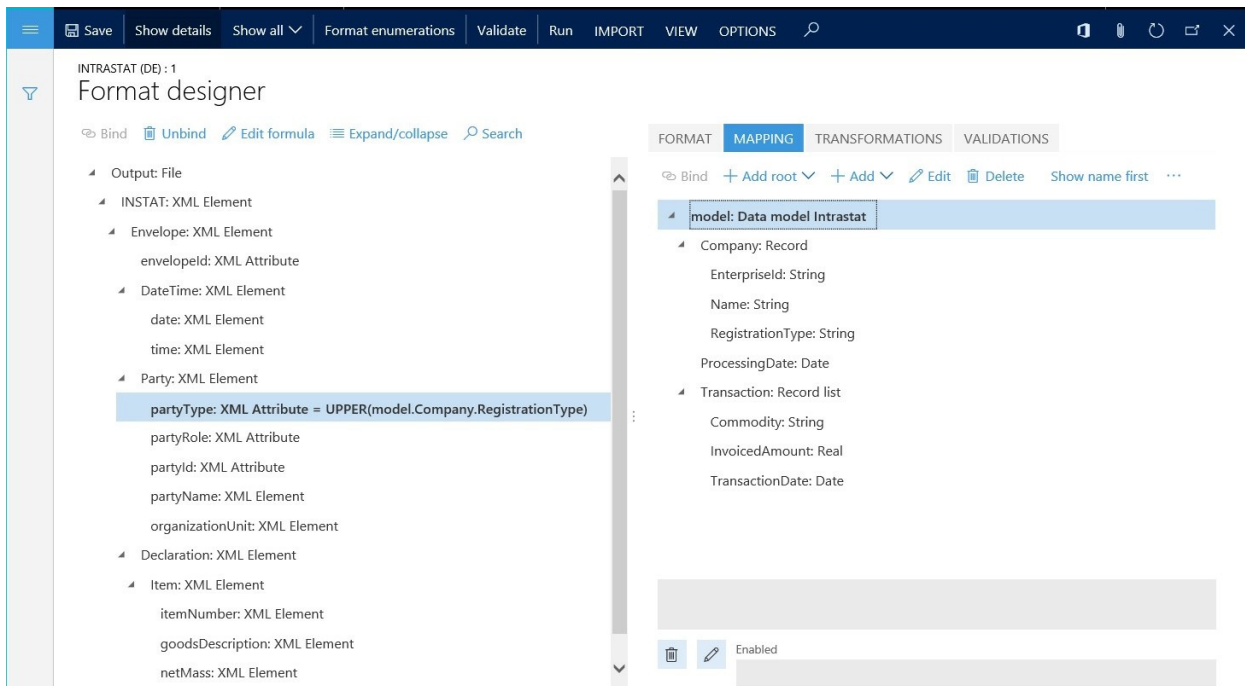 Save Show details Show all Format enumerations Validate Run IMPORT VIEW OPTIONS
INTRASTAT (DE) : 1
Format designer
Bind Unbind Edit formula Expand/collapse Search
Output: File
INSTAT: XML Element
Envelope: XML Element
envelopeId: XML Attribute
DateTime: XML Element
date: XML Element
time: XML Element
Party: XML Element
partyType: XML Attribute = UPPER(model.Company.RegistrationType)
partyRole: XML Attribute
partyId: XML Attribute
partyName: XML Element
organizationUnit: XML Element
Declaration: XML Element
Item: XML Element
itemNumber: XML Element
goodsDescription: XML Element
netMass: XML Element
FORMAT MAPPING TRANSFORMATIONS VALIDATIONS
Bind Add root Add Edit Delete Show name first ...
model: Data model Intrastat
Company: Record
EnterpriseId: String
Name: String
RegistrationType: String
ProcessingDate: Date
Transaction: Record list
Commodity: String
InvoicedAmount: Real
TransactionDate: Date
Enabled